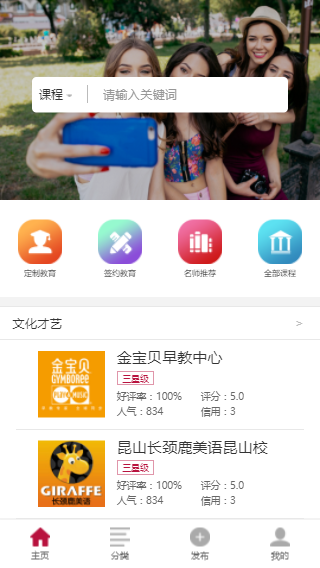 课程 请输入关键词
定制教育 签约教育 名师推荐 全部课程
文化才艺 >
金宝贝
GYMBOREE
PLAY & MUSIC
金宝贝早教中心
三星级
好评率：100% 评分：5.0
人气：834 信用：3
GIRAFFE
长颈鹿美语
昆山长颈鹿美语昆山校
三星级
好评率：100% 评分：5.0
人气：834 信用：3
主页 分类 发布 我的